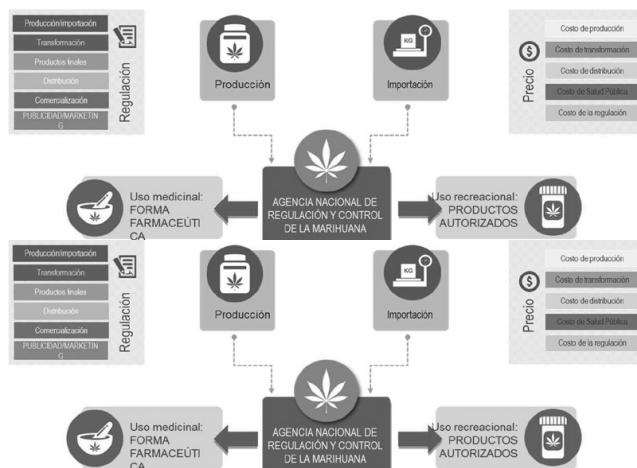 Producción/importación
Transformación
Productos finales
Distribución
Comercialización
PUBLICIDAD/MARKETIN
G
Regulación
Producción
KG
Importación
Precio
$
Costo de producción
Costo de transformación
Costo de distribución
Costo de Salud Pública
Costo de la regulación
Uso medicinal:
FORMA
FARMACEÚTI
CA
AGENCIA NACIONAL DE
REGULACIÓN Y CONTROL
DE LA MARIHUANA
Uso recreacional:
PRODUCTOS
AUTORIZADOS
Producción/importación
Transformación
Productos finales
Distribución
Comercialización
PUBLICIDAD/MARKETIN
G
Regulación
Producción
KG
Importación
Precio
$
Costo de producción
Costo de transformación
Costo de distribución
Costo de Salud Pública
Costo de la regulación
Uso medicinal:
FORMA
FARMACEÚTI
CA
AGENCIA NACIONAL DE
REGULACIÓN Y CONTROL
DE LA MARIHUANA
Uso recreacional:
PRODUCTOS
AUTORIZADOS